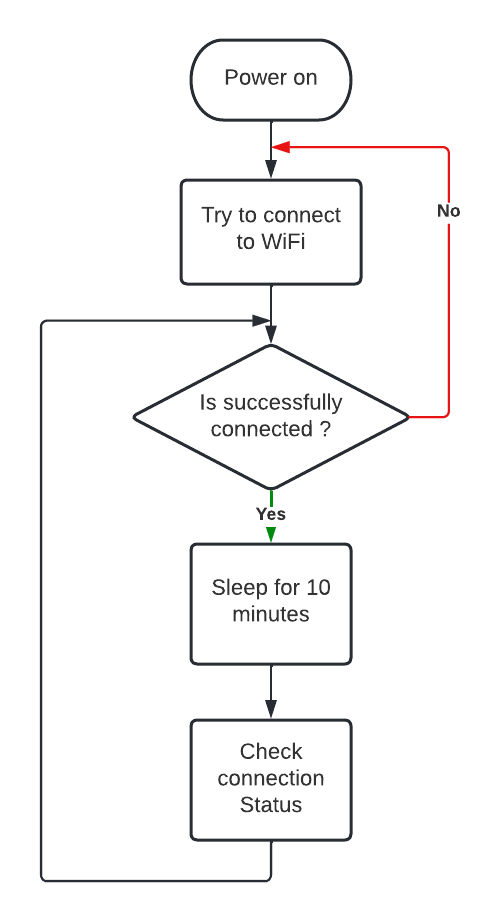 Power on
No
Try to connect
to WiFi
Is successfully
connected ?
Yes
Sleep for 10
minutes
Check
connection
Status